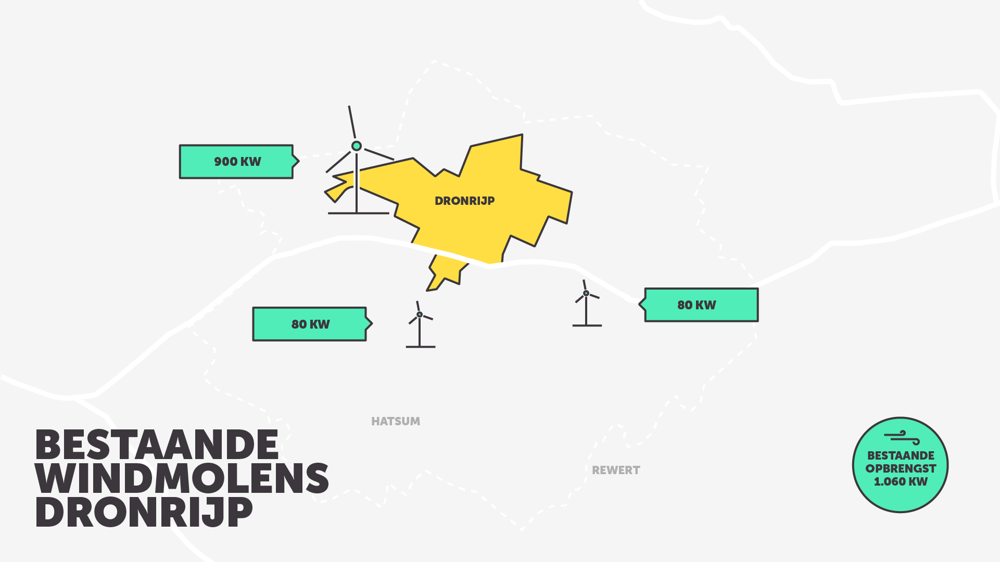 900 KW
DRONRIJP
80 KW
80 KW
HATSUM
REWERT
BESTAANDE
WINDMOLENS
DRONRIJP
BESTAANDE
OPBRENGST
1.060 KW